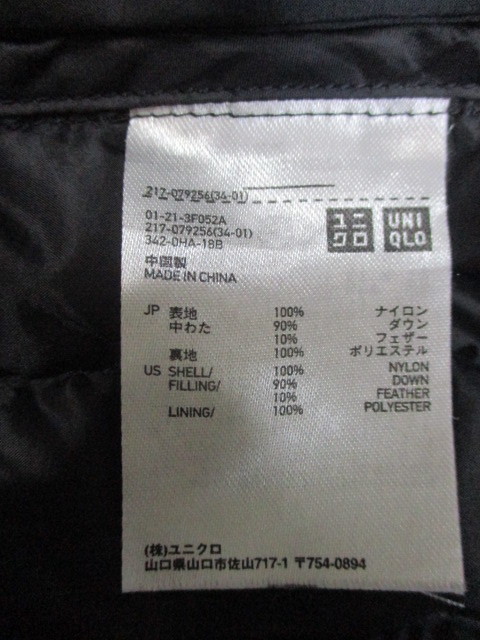 217-079256(34-01)
01-21-3F052A
217-079256(34-01)
342-0HA-18B
ユニ
クロ
UNI
QLO
中国製
MADE IN CHINA
JP 表地 100% ナイロン
中わた 90% ダウン
10% フェザー
裏地 100% ポリエステル
US SHELL/ 100% NYLON
FILLING/ 90% DOWN
10% FEATHER
LINING/ 100% POLYESTER
(株)ユニクロ
山口県山口市佐山717-1 〒754-0894